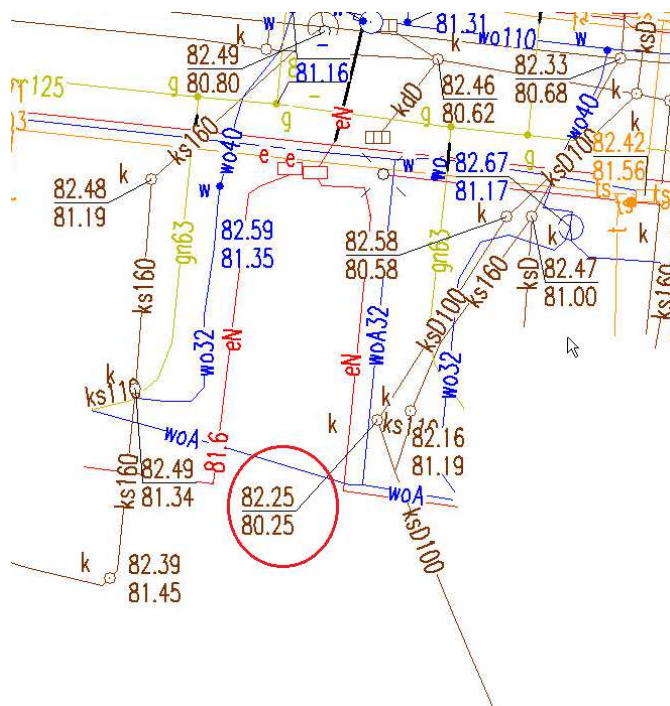 w
81.31
k
wo110
w
ksD
k
82.49
80.80
81.16
k
82.33
80.68
82.46
80.62
125
g
g
kdD
g
g
wo40
ks160
wo40
eN
ksD100
82.42
81.56
e
e
w
wo
82.67
81.17
k
82.48
81.19
w
ts
ts
t
82.59
81.35
82.58
80.58
k
k
k
gn63
gn63
ks160
ksD
82.47
81.00
ks160
ks160
wo32
eN
eN
woA32
ksD100
wo32
k
ks110
woA
81.6
k
82.16
81.19
ks160
82.49
81.34
82.25
80.25
woA
ksD100
k
82.39
81.45